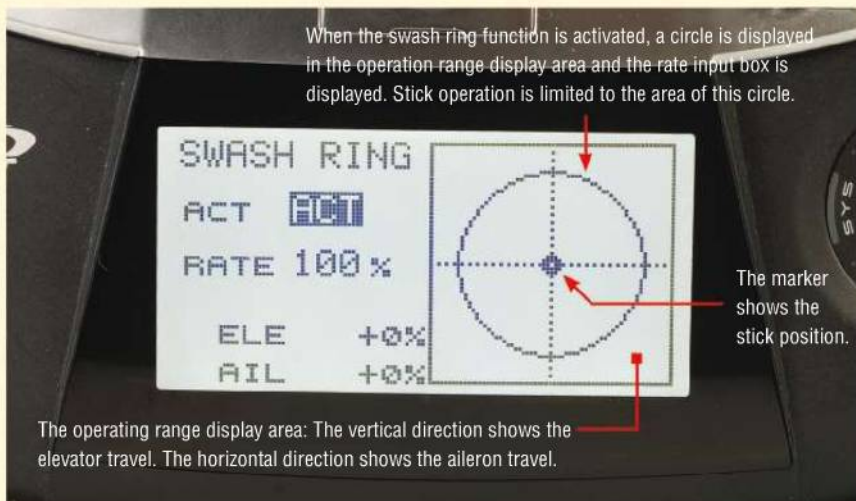 When the swash ring function is activated, a circle is displayed
in the operation range display area and the rate input box is
displayed. Stick operation is limited to the area of this circle.
SWASH RING
ACT ACT
RATE 100%
ELE +0%
AIL +0%
SYS
The marker
shows the
stick position.
The operating range display area: The vertical direction shows the
elevator travel. The horizontal direction shows the aileron travel.